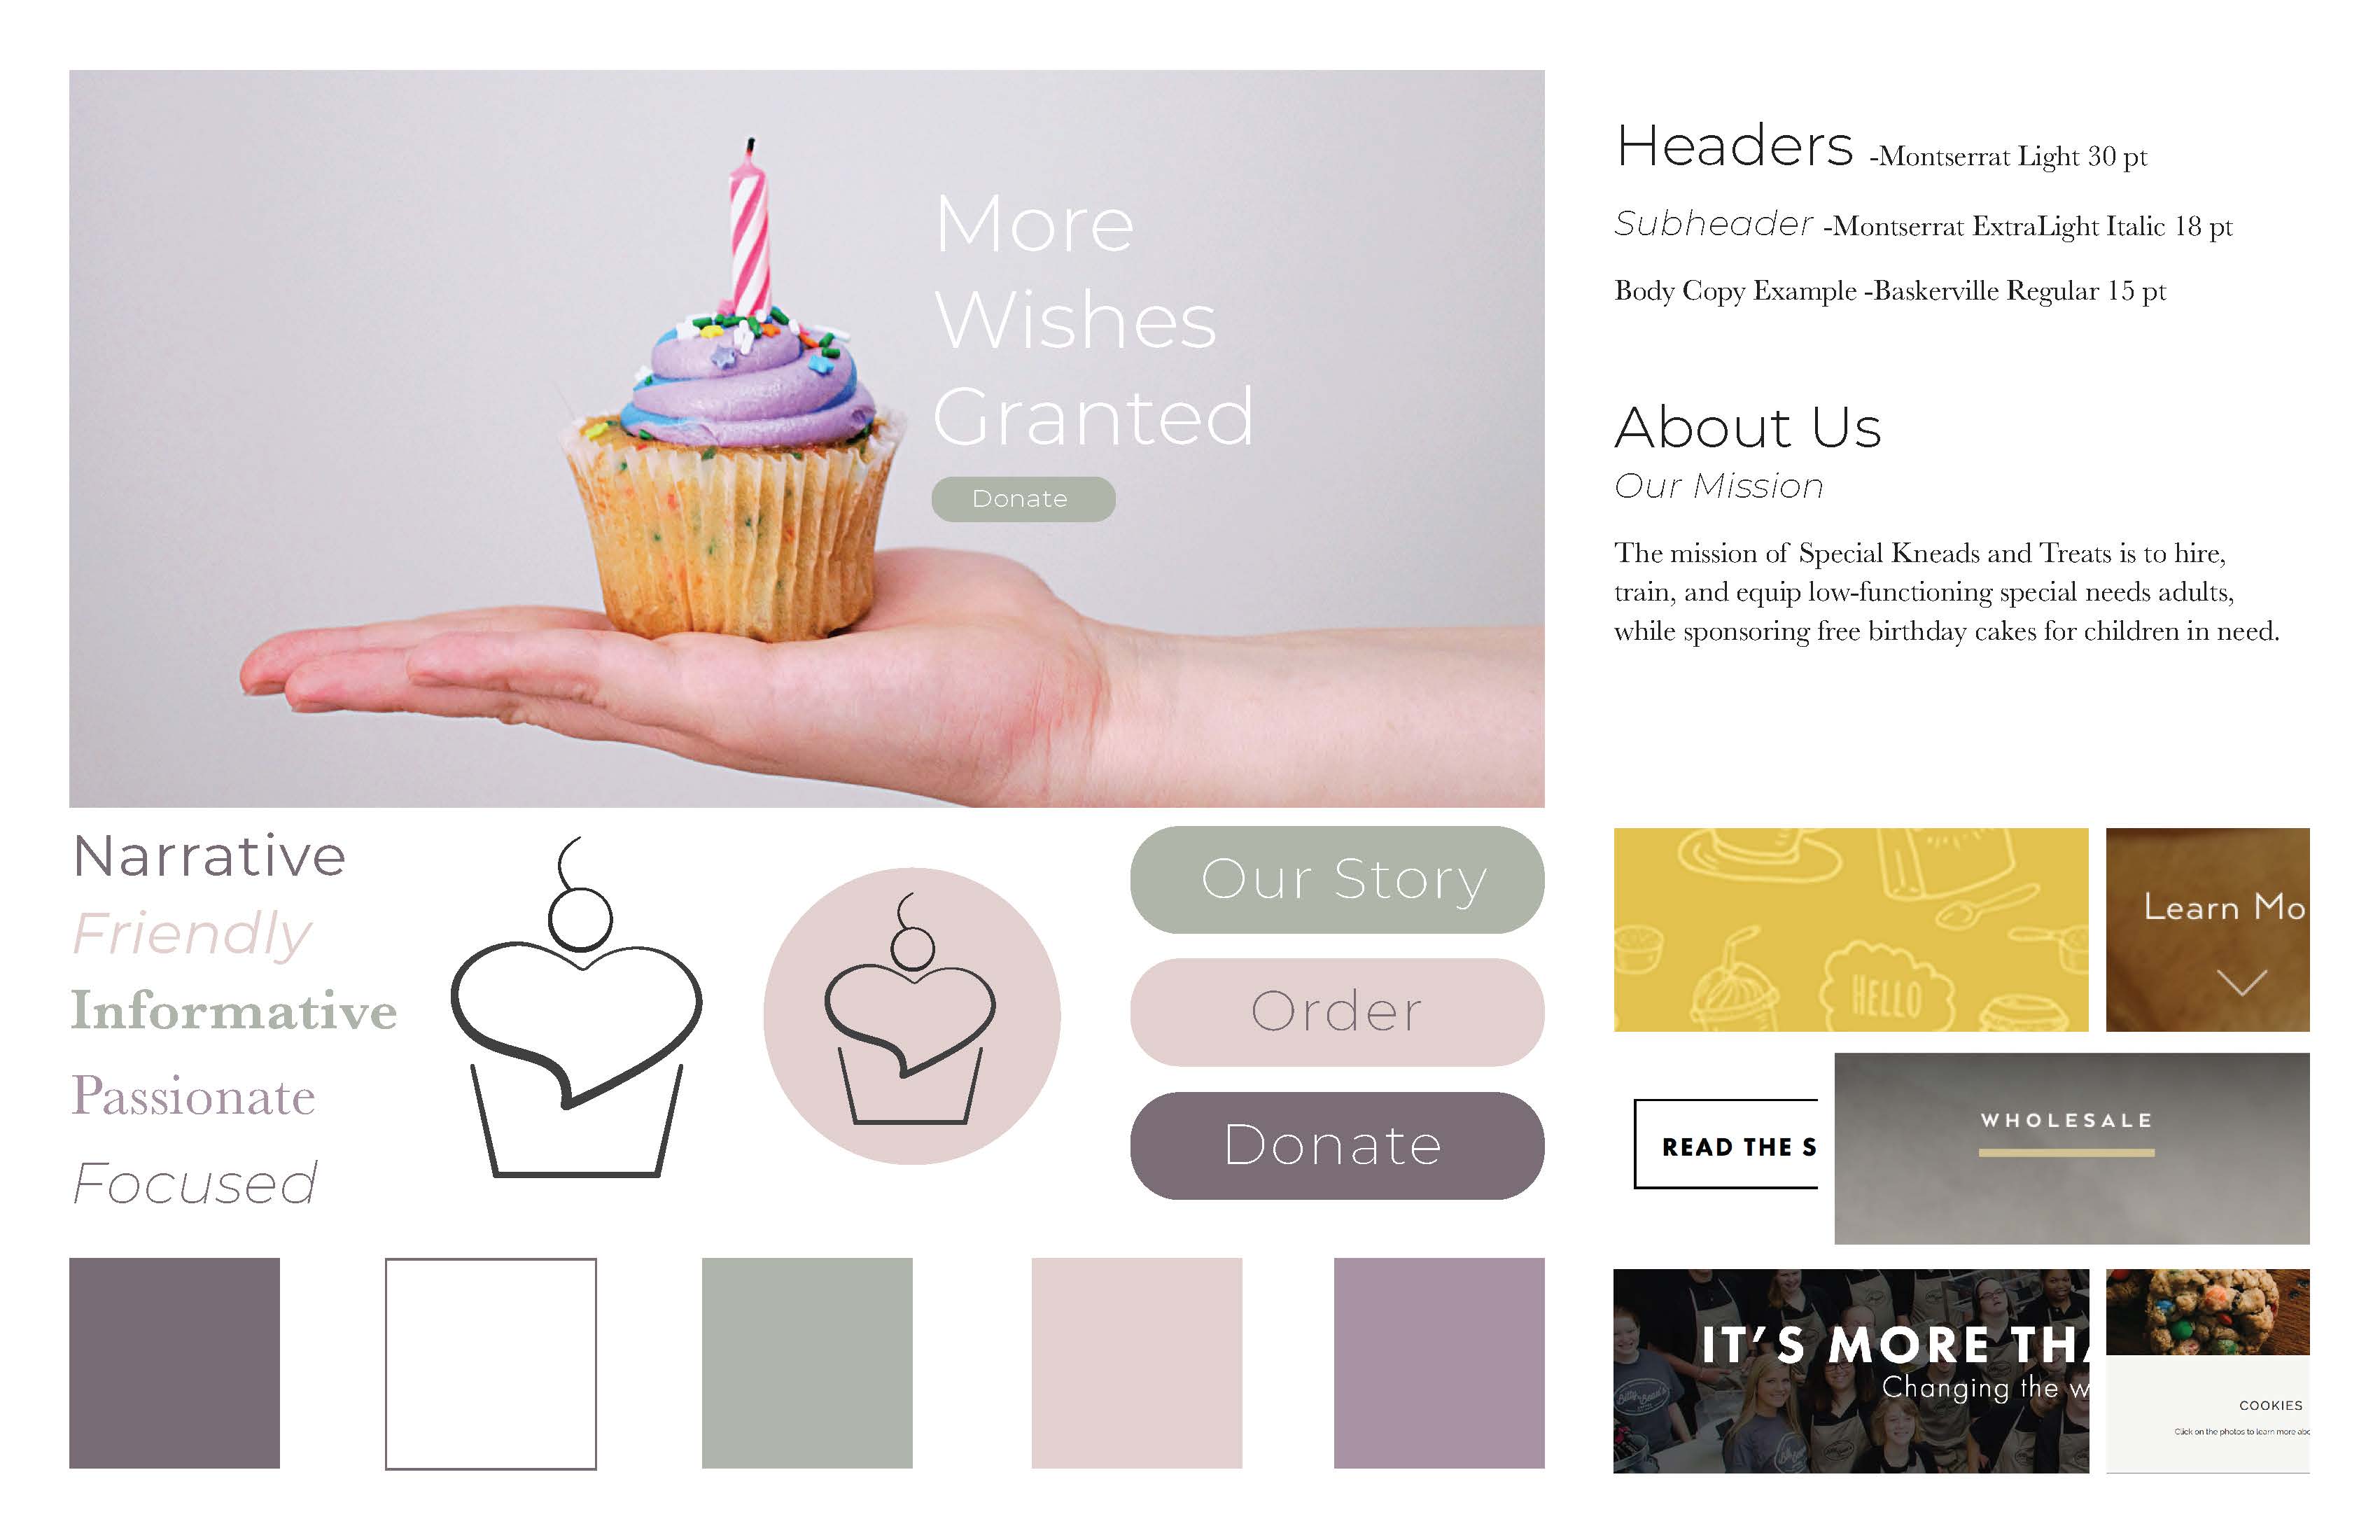 More
Wishes
Granted
Donate
Headers -Montserrat Light 30 pt
Subheader -Montserrat ExtraLight Italic 18 pt
Body Copy Example -Baskerville Regular 15 pt
About Us
Our Mission
The mission of Special Kneads and Treats is to hire,
train, and equip low-functioning special needs adults,
while sponsoring free birthday cakes for children in need.
Narrative
Friendly
Informative
Passionate
Focused
Our Story
Order
Donate
HELLO
Learn Mo
READ THE S
WHOLESALE
IT'S MORE THA
Changing the w
COOKIES
Click on the photos to learn more abo